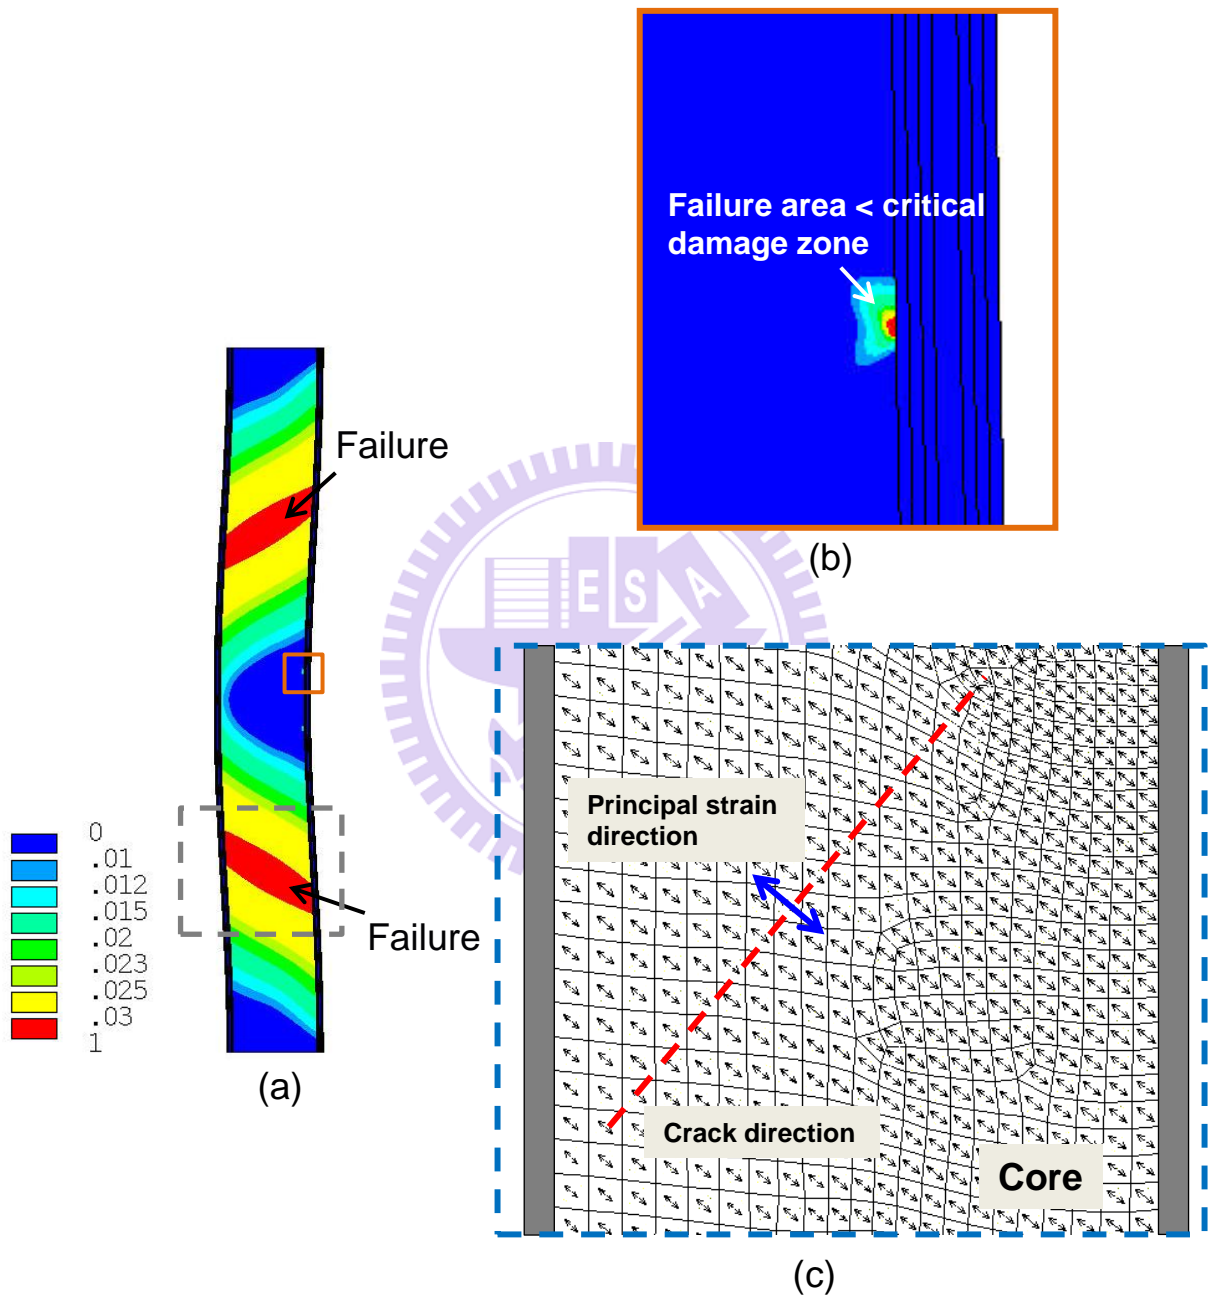 Failure area < critical
damage zone
(b)
Failure
E S A
0
.01
.012
.015
.02
.023
.025
.03
1
Failure
(a)
Principal strain
direction
Crack direction
Core
(c)